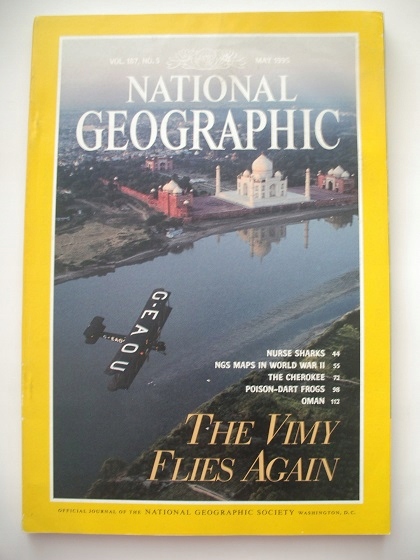 VOL. 187, NO. 5 MAY 1995
NATIONAL
GEOGRAPHIC
G-EAOU
G-EAOU
NURSE SHARKS 44
NGS MAPS IN WORLD WAR II 55
THE CHEROKEE 72
POISON-DART FROGS 98
OMAN 112
THE VIMY
FLIES AGAIN
OFFICIAL JOURNAL OF THE NATIONAL GEOGRAPHIC SOCIETY WASHINGTON, D.C.